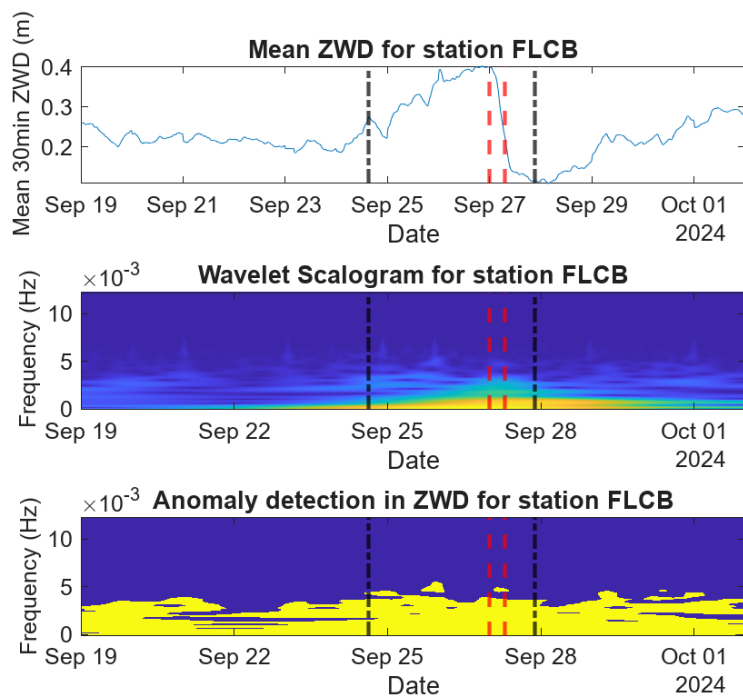 Mean ZWD for station FLCB
Mean 30min ZWD (m)
0.4
0.3
0.2
Sep 19 Sep 21 Sep 23 Sep 25 Sep 27 Sep 29 Oct 01
Date
2024
Wavelet Scalogram for station FLCB
×10⁻³
Frequency (Hz)
10
5
0
Sep 19 Sep 22 Sep 25 Sep 28 Oct 01
Date
2024
Anomaly detection in ZWD for station FLCB
×10⁻³
Frequency (Hz)
10
5
0
Sep 19 Sep 22 Sep 25 Sep 28 Oct 01
Date
2024